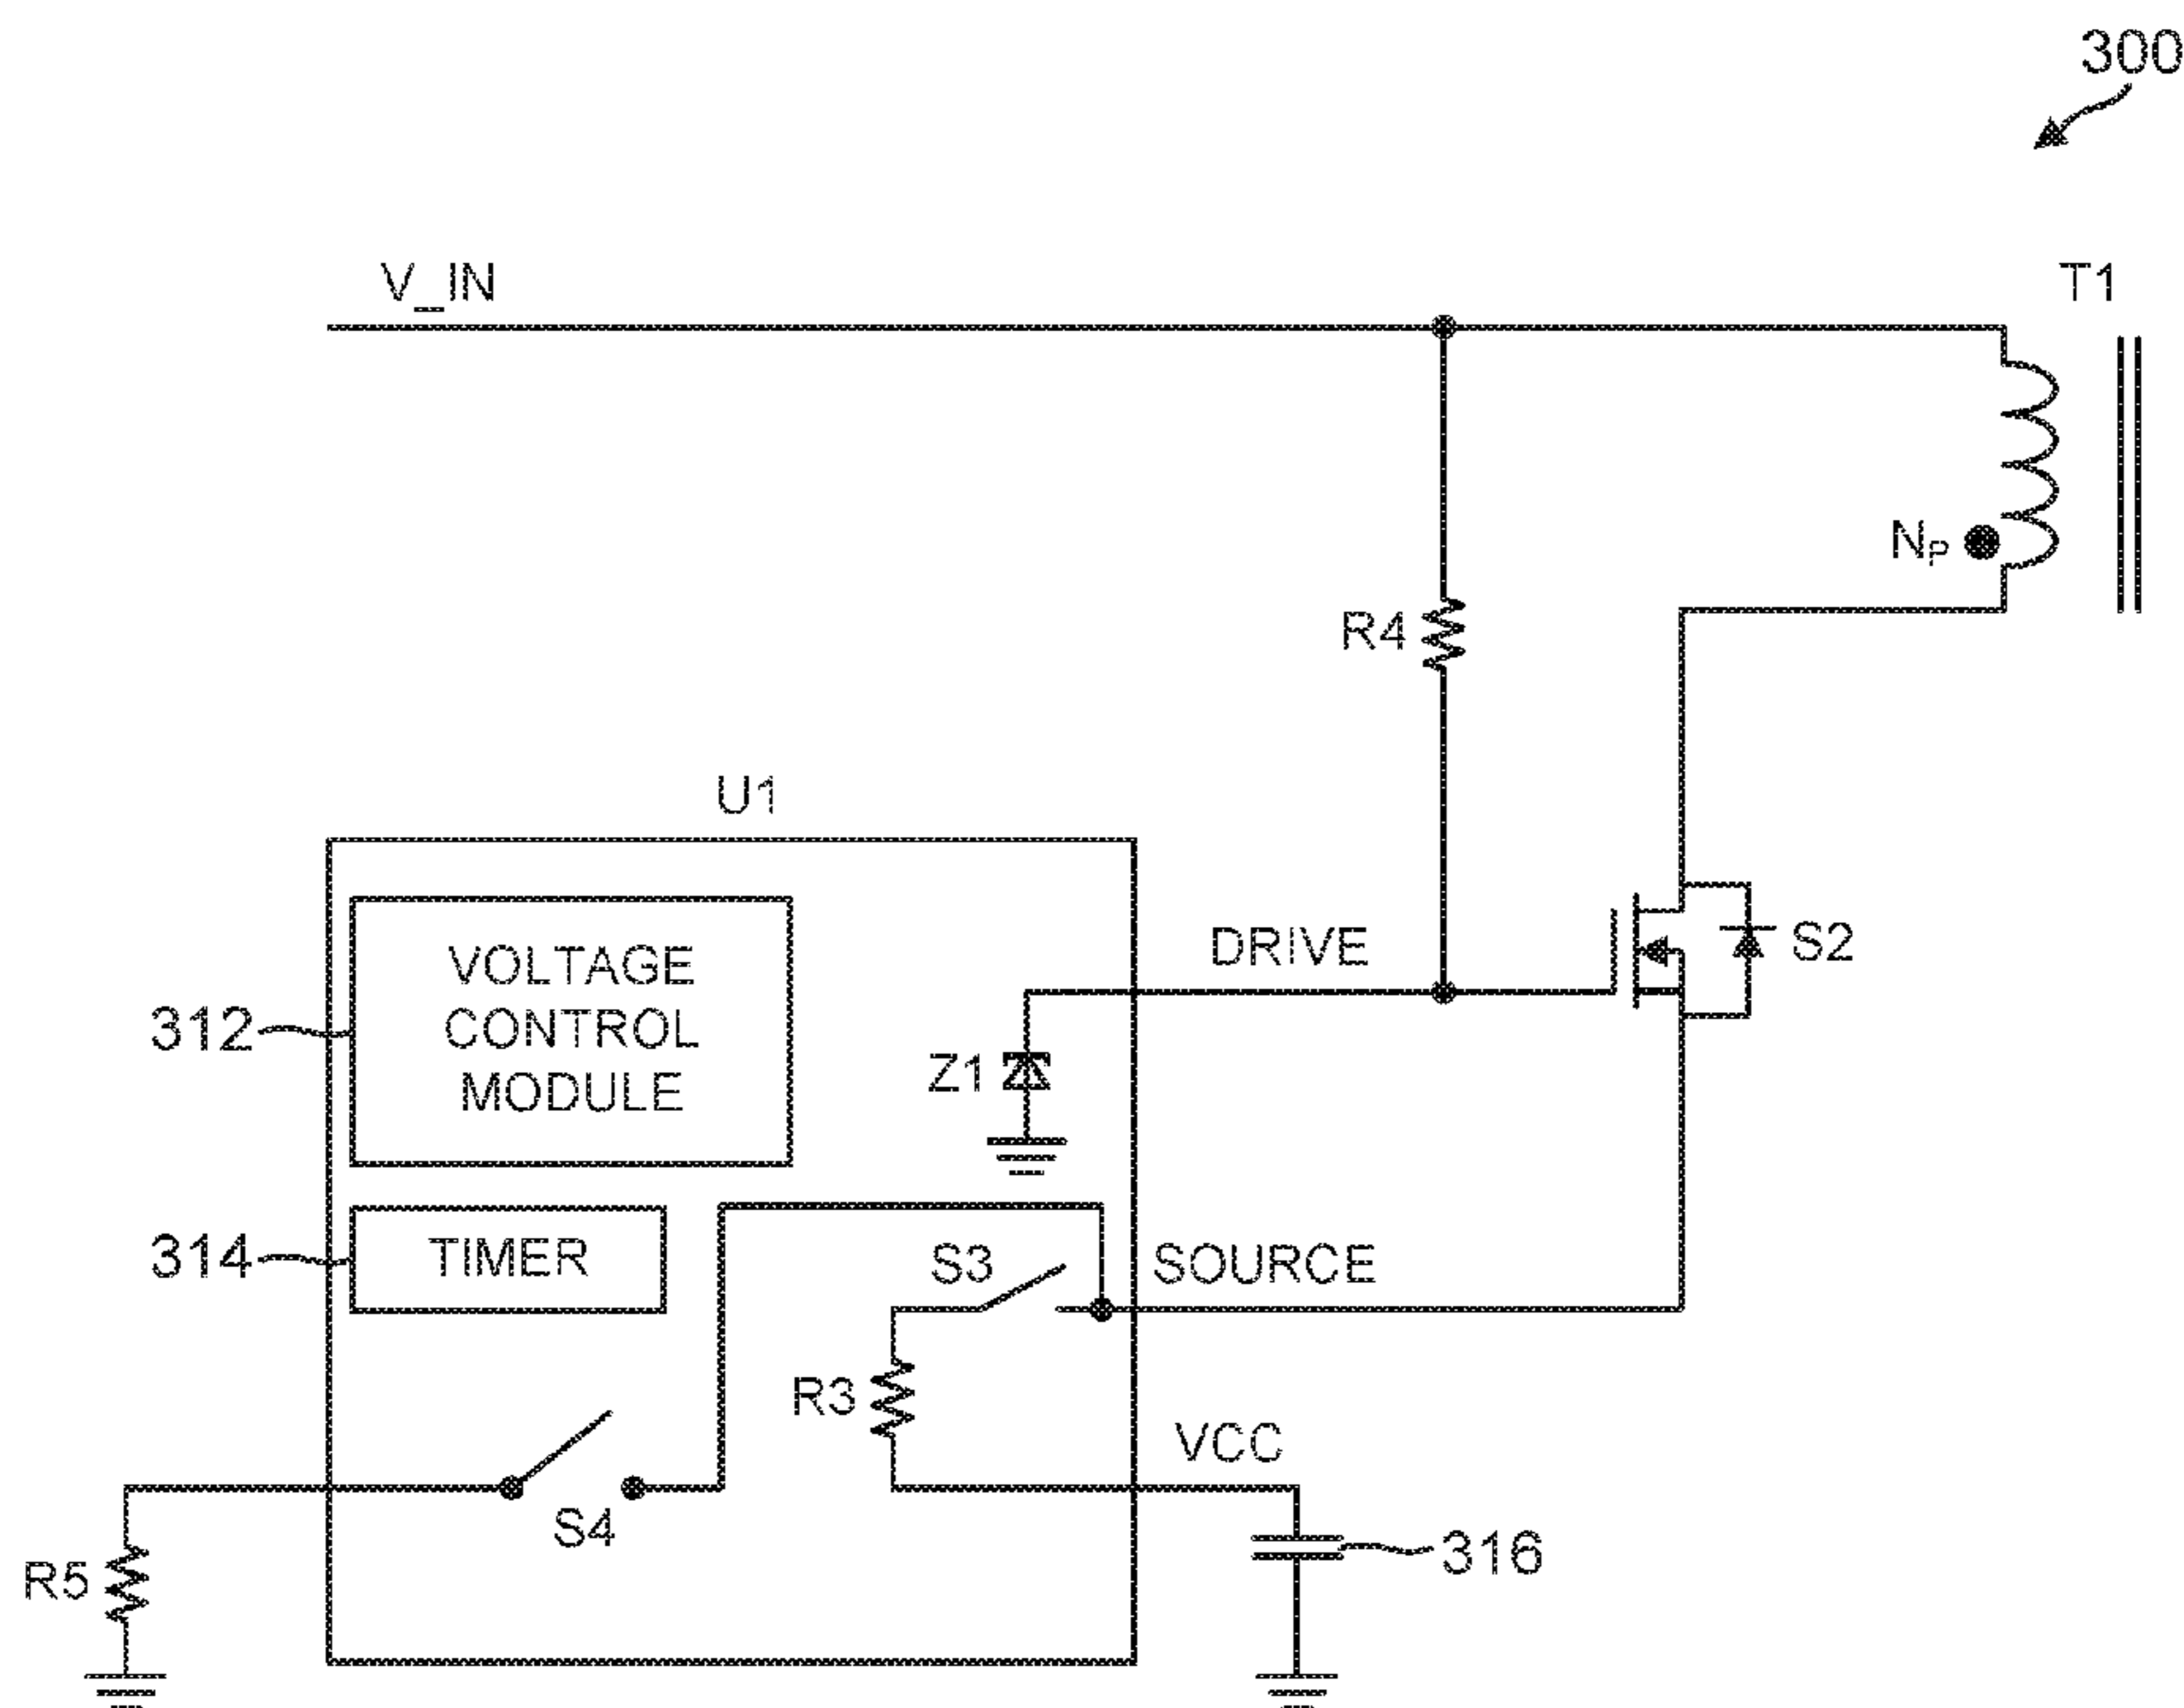 300
V_IN
T1
NP
R4
U1
VOLTAGE
CONTROL
MODULE
DRIVE
S2
312
Z1
314
TIMER
S3
SOURCE
R3
VCC
S4
R5
316